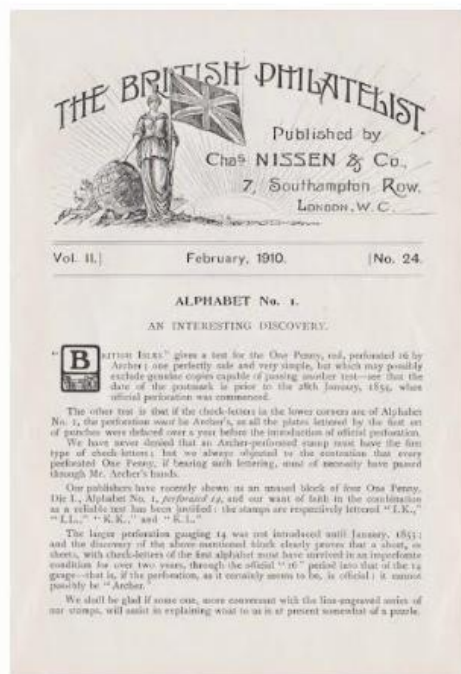 THE BRITISH PHILATELIST.
Published by
Chas NISSEN & Co.,
7, Southampton Row.
LONDON, W.C.
Vol. II.]
February, 1910.
[No. 24.
ALPHABET No. 1.
AN INTERESTING DISCOVERY.
"BRITISH ISLES" gives a test for the One Penny, red, perforated 16 by
Archer; one perfectly safe and very simple, but which may possibly
exclude genuine copies capable of passing another test—see that the
date of the postmark is prior to the 28th January, 1854, when
official perforation was commenced.
The other test is that if the check-letters in the lower corners are of Alphabet
No. 1, the perforation must be Archer's, as all the plates lettered by the first set
of punches were defaced over a year before the introduction of official perforation.
We have never denied that an Archer-perforated stamp must have the first
type of check-letters; but we always objected to the contention that every
perforated One Penny, if bearing such lettering, must of necessity have passed
through Mr. Archer's hands.
Our publishers have recently shown us an unused block of four One Penny,
Die I., Alphabet No. 1, perforated 14, and our want of faith in the combination
as a reliable test has been justified: the stamps are respectively lettered "I.K.,"
"I.L.," "K.K.," and "K.L."
The larger perforation gauging 14 was not introduced until January, 1855;
and the discovery of the above-mentioned block clearly proves that a sheet, or
sheets, with check-letters of the first alphabet must have survived in an imperforate
condition for over two years, through the official "16" period into that of the 14
gauge—that is, if the perforation, as it certainly seems to be, is official: it cannot
possibly be "Archer."
We shall be glad if some one, more conversant with the line-engraved series of
our stamps, will assist in explaining what to us is at present somewhat of a puzzle.